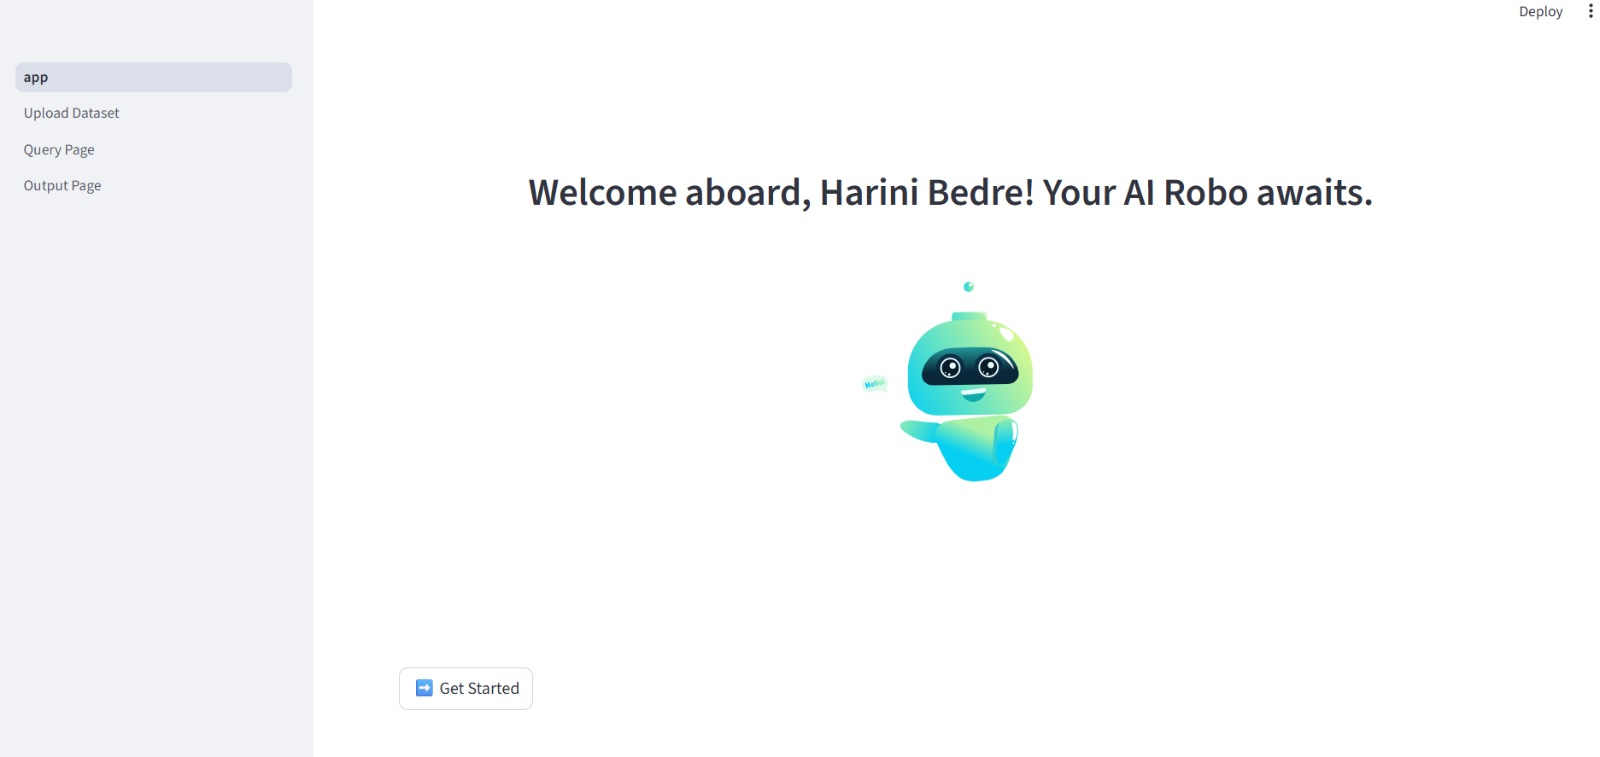 Deploy
app
Upload Dataset
Query Page
Output Page
Welcome aboard, Harini Bedre! Your AI Robo awaits.
Hello!
Get Started